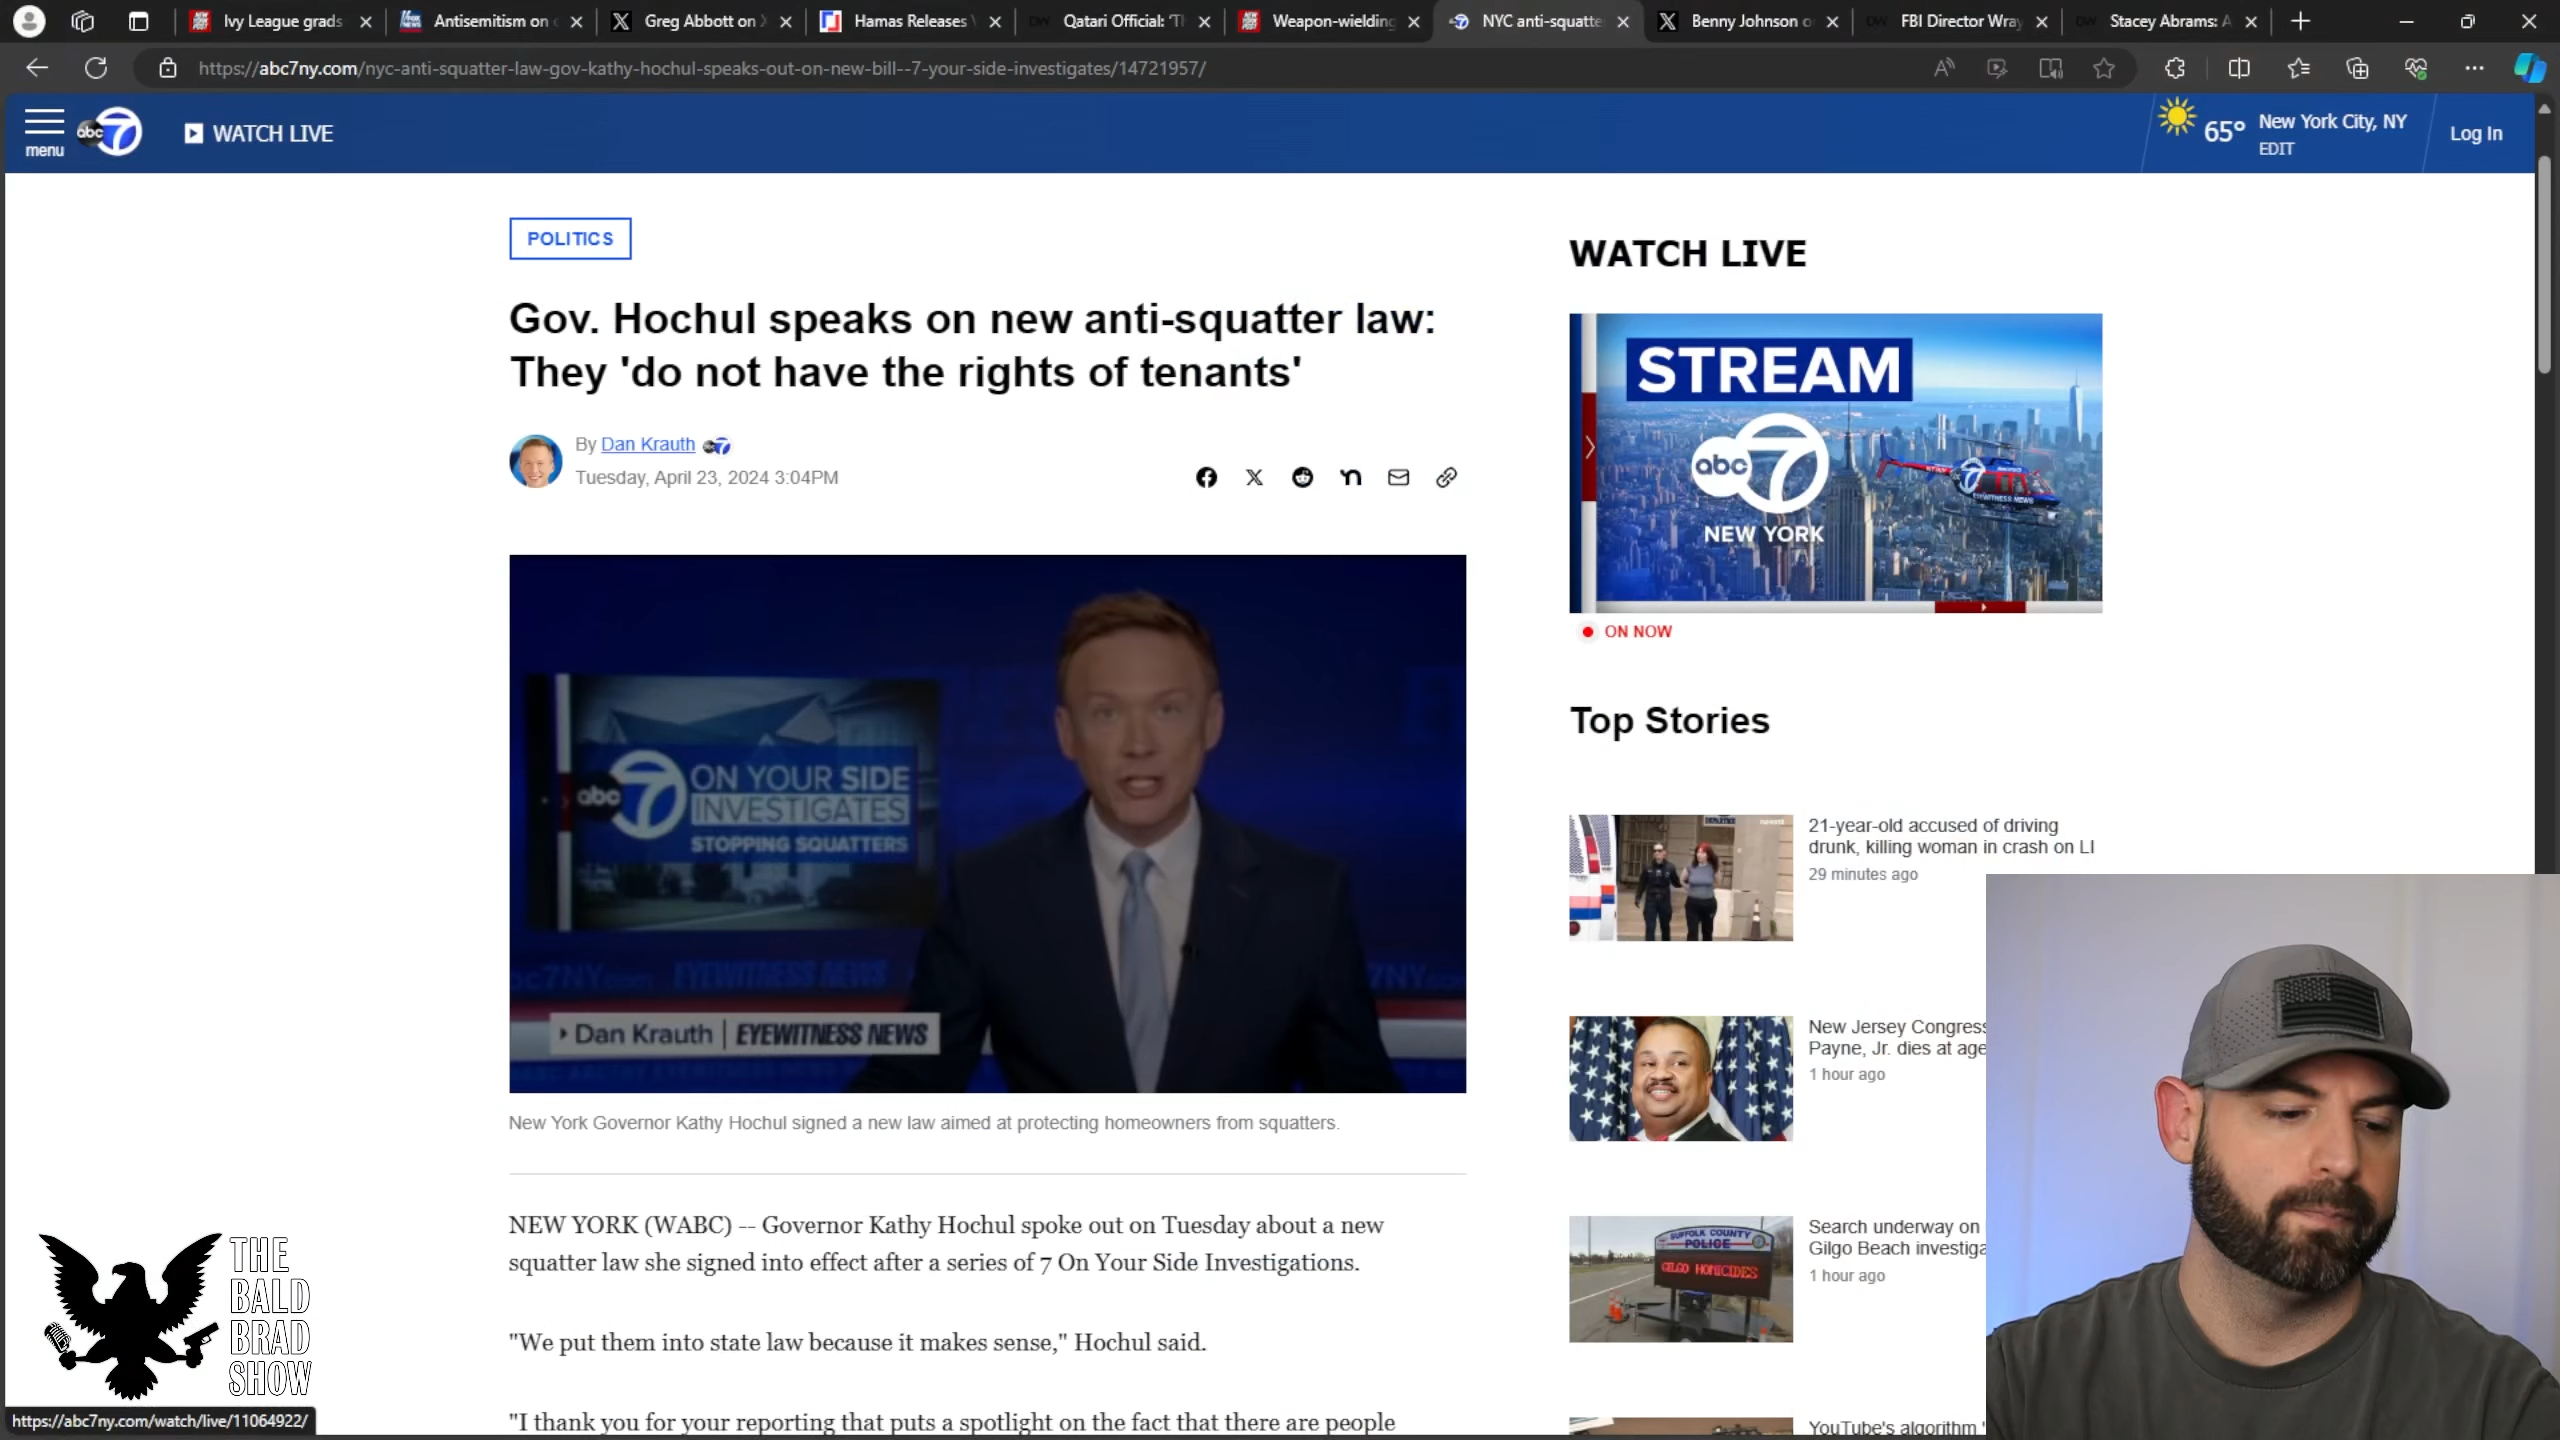 Ivy League grads
Antisemitism on
Greg Abbott on X
Hamas Releases
Qatari Official:
Weapon-wielding
NYC anti-squatte
Benny Johnson o
FBI Director Wray
Stacey Abrams: A
https://abc7ny.com/nyc-anti-squatter-law-gov-kathy-hochul-speaks-out-on-new-bill--7-your-side-investigates/14721957/
menu
abc 7
WATCH LIVE
65°
New York City, NY
EDIT
Log In
POLITICS
Gov. Hochul speaks on new anti-squatter law:
They 'do not have the rights of tenants'
By Dan Krauth
Tuesday, April 23, 2024 3:04PM
abc 7 ON YOUR SIDE
INVESTIGATES
STOPPING SQUATTERS
EYEWITNESS NEWS
Dan Krauth | EYEWITNESS NEWS
New York Governor Kathy Hochul signed a new law aimed at protecting homeowners from squatters.
NEW YORK (WABC) -- Governor Kathy Hochul spoke out on Tuesday about a new
squatter law she signed into effect after a series of 7 On Your Side Investigations.
"We put them into state law because it makes sense," Hochul said.
"I thank you for your reporting that puts a spotlight on the fact that there are people
WATCH LIVE
STREAM
abc 7
NEW YORK
ON NOW
Top Stories
21-year-old accused of driving
drunk, killing woman in crash on LI
29 minutes ago
New Jersey Congress
Payne, Jr. dies at age
1 hour ago
SUFFOLK COUNTY
POLICE
GILGO HOMICIDES
Search underway on
Gilgo Beach investiga
1 hour ago
YouTube's algorithm
THE
BALD
BRAD
SHOW
https://abc7ny.com/watch/live/11064922/